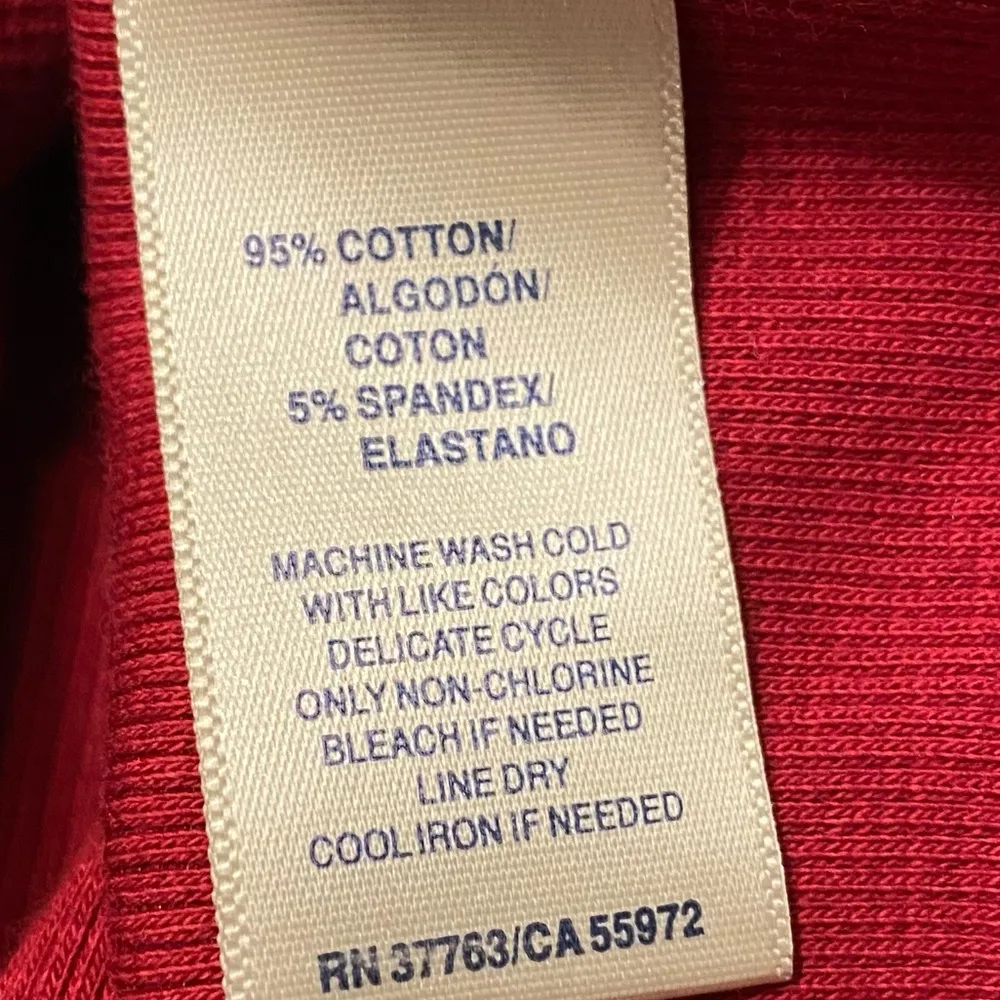 95% COTTON/
ALGODÓN/
COTON
5% SPANDEX/
ELASTANO
MACHINE WASH COLD
WITH LIKE COLORS
DELICATE CYCLE
ONLY NON-CHLORINE
BLEACH IF NEEDED
LINE DRY
COOL IRON IF NEEDED
RN 37763/CA 55972